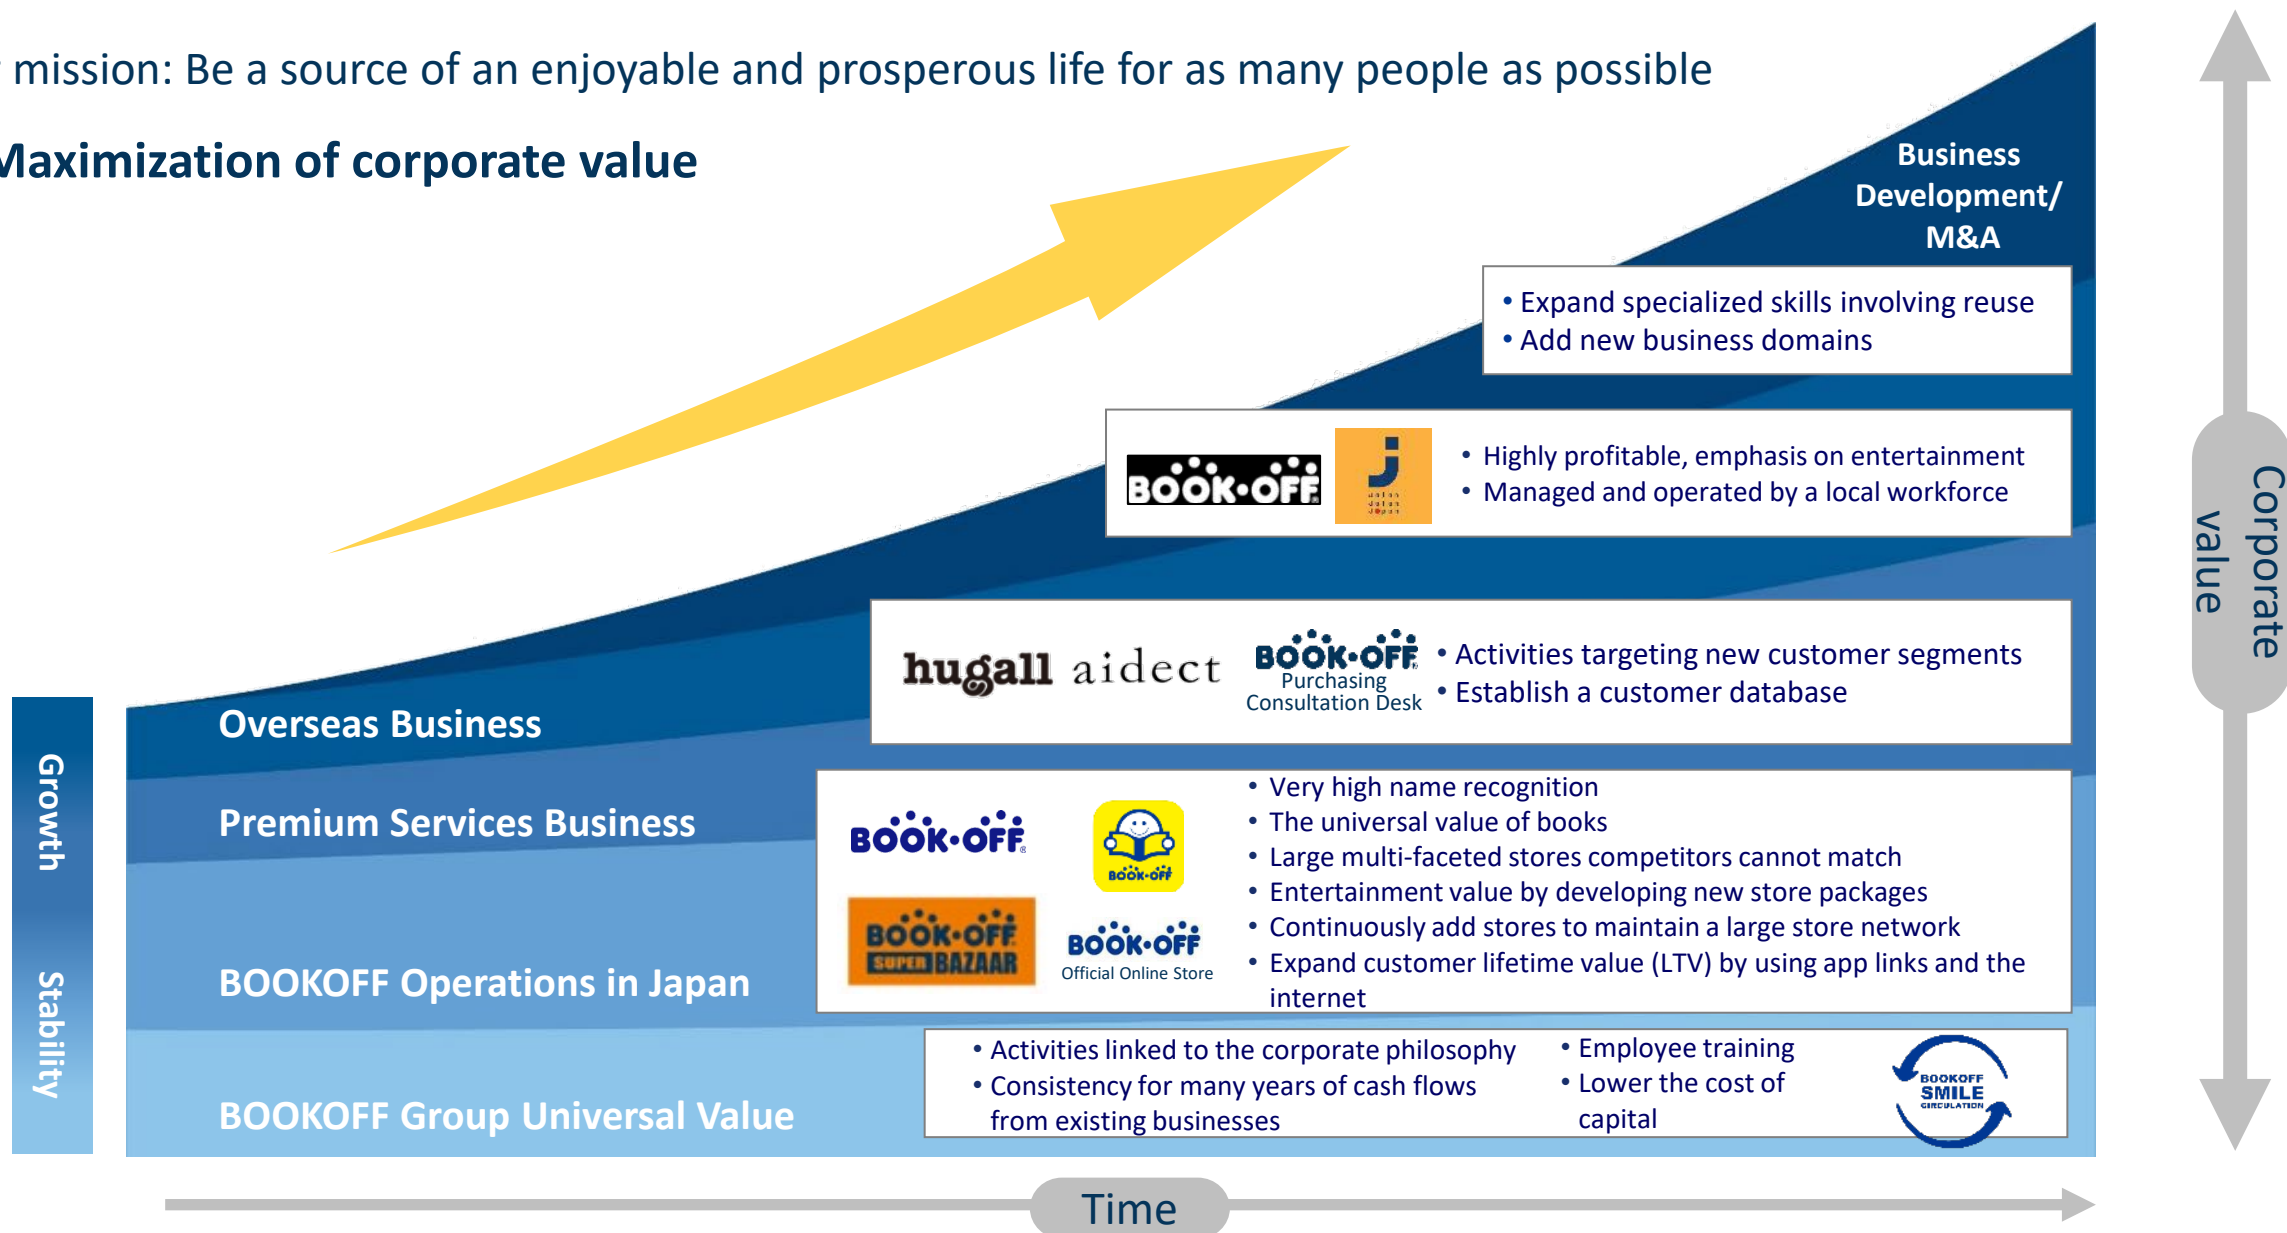 mission: Be a source of an enjoyable and prosperous life for as many people as possible
Maximization of corporate value
Business
Development/
M&A
• Expand specialized skills involving reuse
• Add new business domains
BOOK•OFF
Jalan
Jalan
Japan
• Highly profitable, emphasis on entertainment
• Managed and operated by a local workforce
hugall
aidect
BOOK•OFF
Purchasing
Consultation Desk
• Activities targeting new customer segments
• Establish a customer database
Overseas Business
Premium Services Business
BOOK•OFF
BOOK•OFF
BOOK•OFF
SUPER BAZAAR
BOOK•OFF
Official Online Store
• Very high name recognition
• The universal value of books
• Large multi-faceted stores competitors cannot match
• Entertainment value by developing new store packages
• Continuously add stores to maintain a large store network
• Expand customer lifetime value (LTV) by using app links and the
internet
BOOKOFF Operations in Japan
BOOKOFF Group Universal Value
• Activities linked to the corporate philosophy
• Consistency for many years of cash flows
from existing businesses
• Employee training
• Lower the cost of
capital
BOOKOFF
SMILE
CIRCULATION
Growth
Stability
Corporate
value
Time